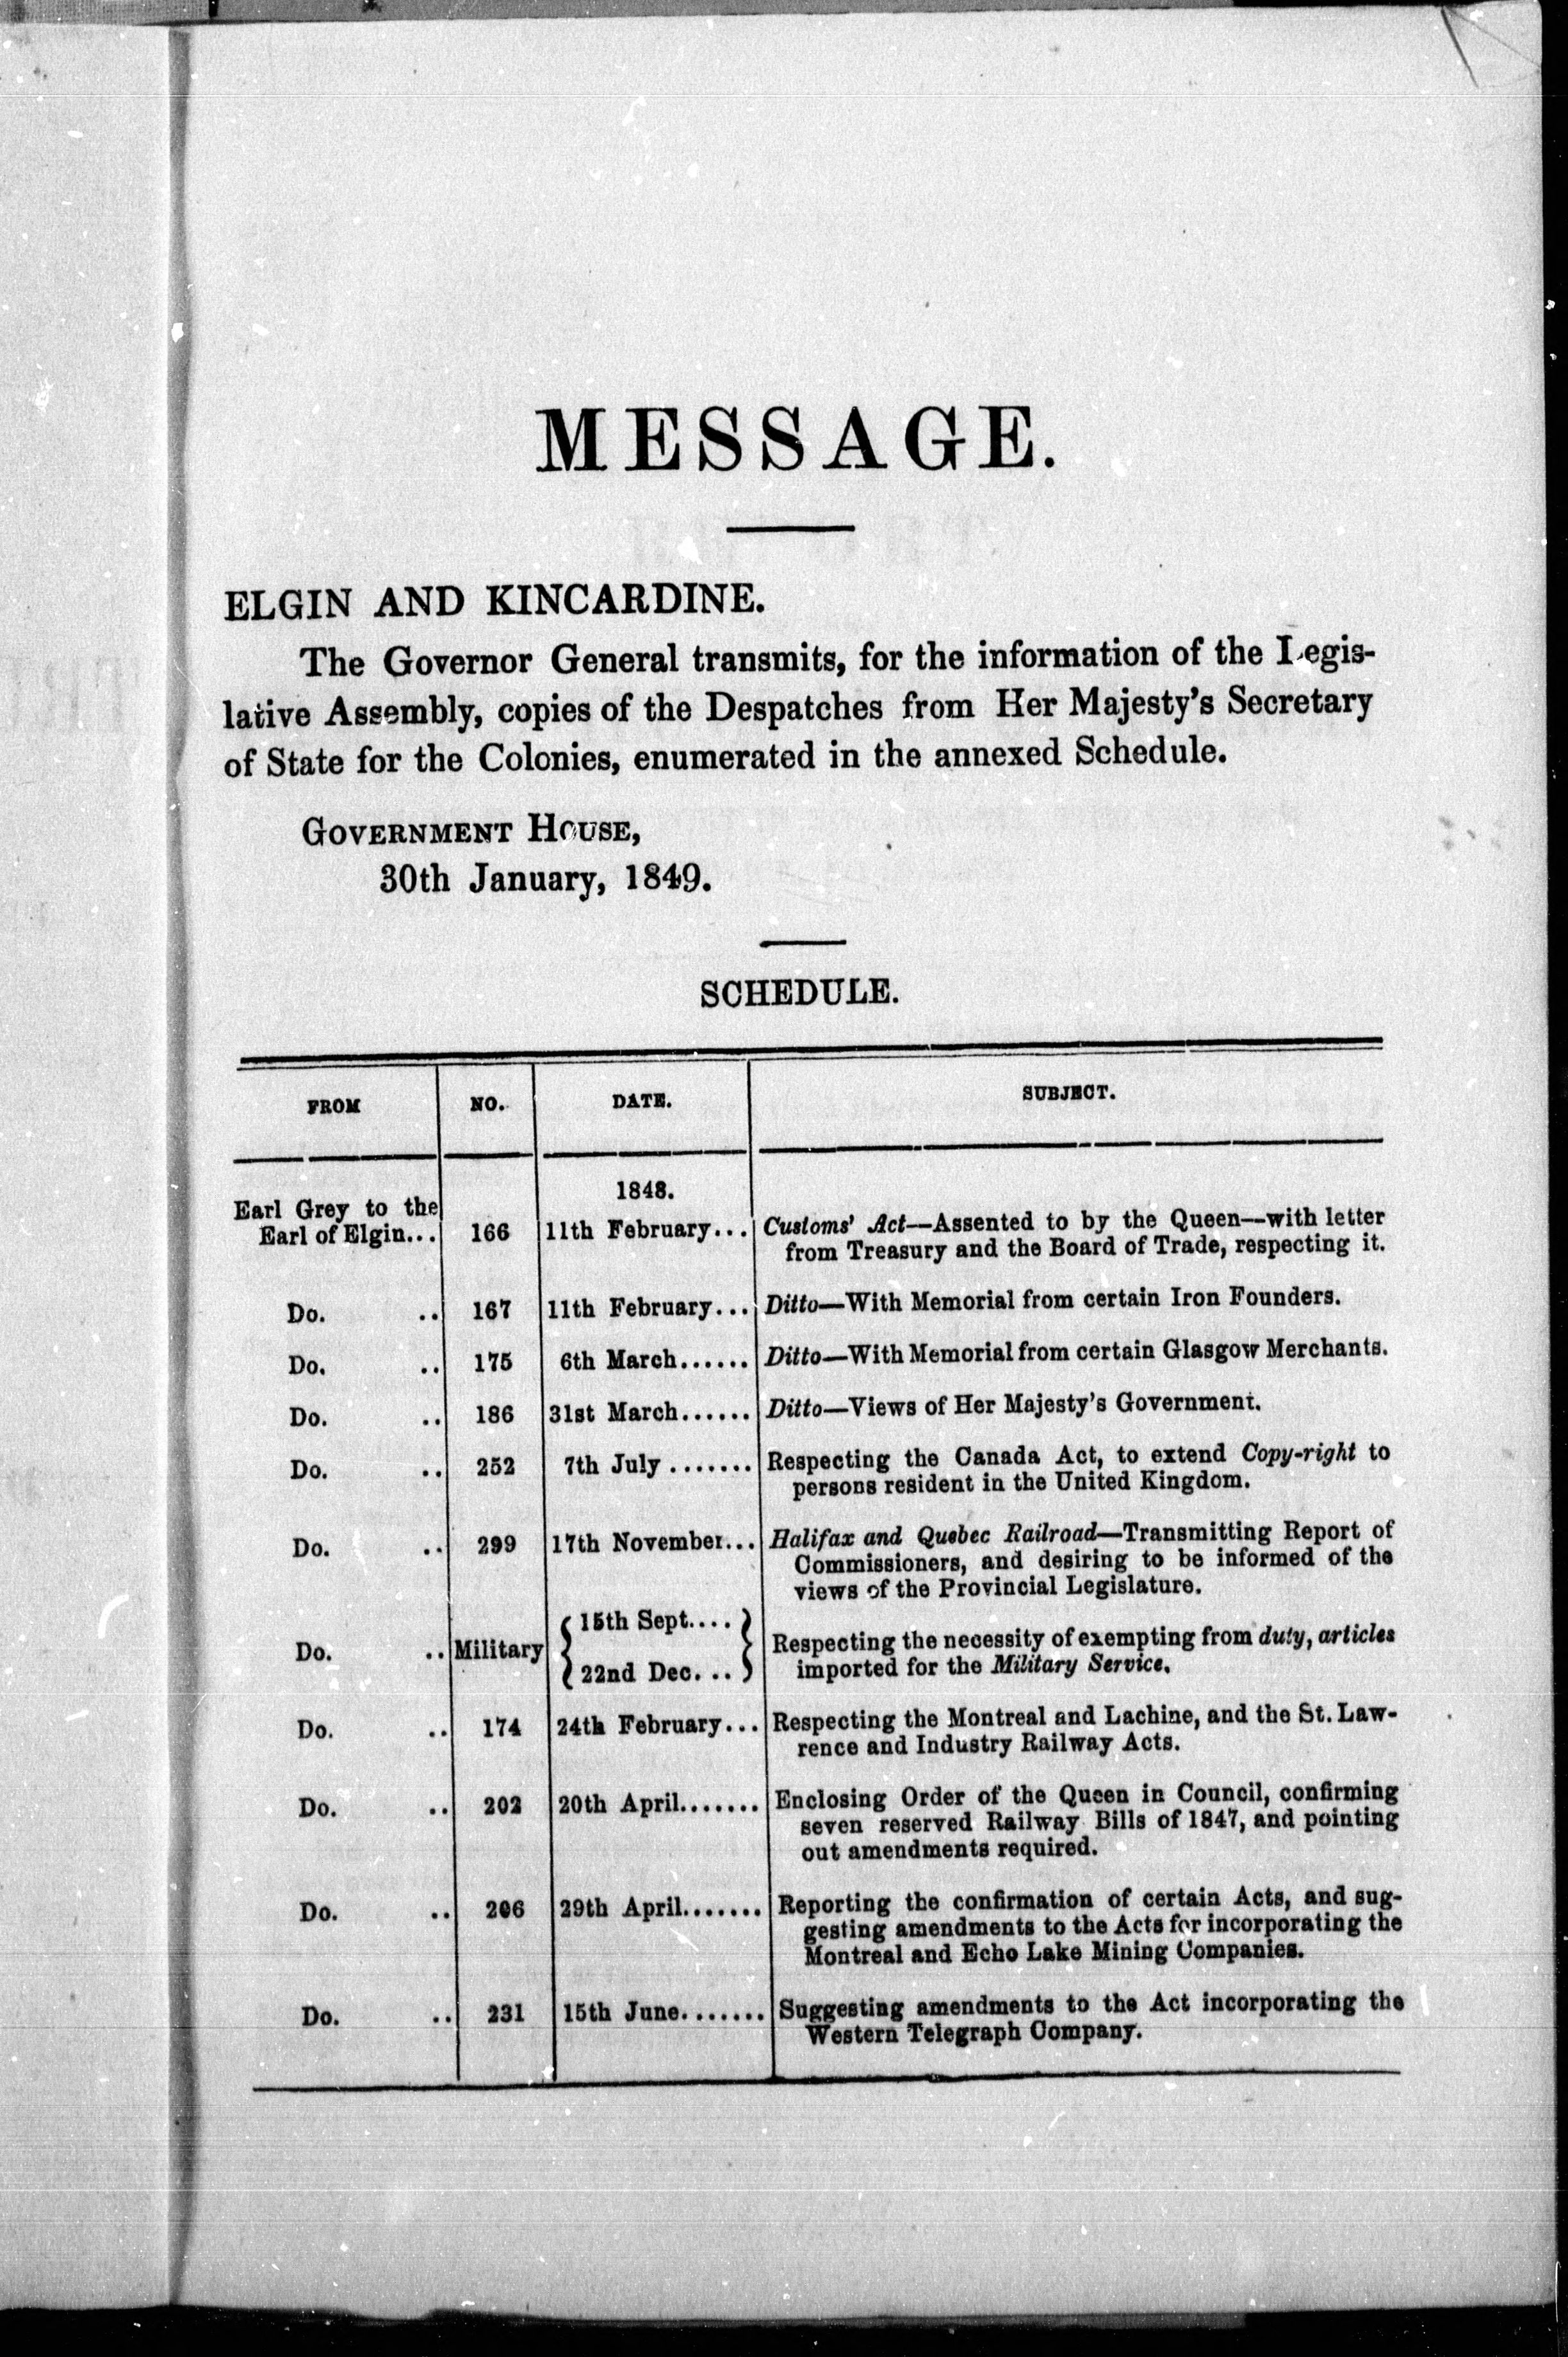 MESSAGE.
ELGIN AND KINCARDINE.
The Governor General transmits, for the information of the Legis-
lative Assembly, copies of the Despatches from Her Majesty's Secretary
of State for the Colonies, enumerated in the annexed Schedule.
GOVERNMENT HOUSE,
30th January, 1849.
SCHEDULE.
FROM NO. DATE. SUBJECT.
1848.
Earl Grey to the
Earl of Elgin... 166 11th February... Customs' Act—Assented to by the Queen—with letter
from Treasury and the Board of Trade, respecting it.
Do. .. 167 11th February... Ditto—With Memorial from certain Iron Founders.
Do. .. 175 6th March...... Ditto—With Memorial from certain Glasgow Merchants.
Do. .. 186 31st March...... Ditto—Views of Her Majesty's Government.
Do. .. 252 7th July ....... Respecting the Canada Act, to extend Copy-right to
persons resident in the United Kingdom.
Do. .. 299 17th November... Halifax and Quebec Railroad—Transmitting Report of
Commissioners, and desiring to be informed of the
views of the Provincial Legislature.
Do. .. Military { 15th Sept.... } Respecting the necessity of exempting from duty, articles
{ 22nd Dec. .. } imported for the Military Service.
Do. .. 174 24th February... Respecting the Montreal and Lachine, and the St. Law-
rence and Industry Railway Acts.
Do. .. 202 20th April....... Enclosing Order of the Queen in Council, confirming
seven reserved Railway Bills of 1847, and pointing
out amendments required.
Do. .. 206 29th April....... Reporting the confirmation of certain Acts, and sug-
gesting amendments to the Acts for incorporating the
Montreal and Echo Lake Mining Companies.
Do. .. 231 15th June....... Suggesting amendments to the Act incorporating the
Western Telegraph Company.